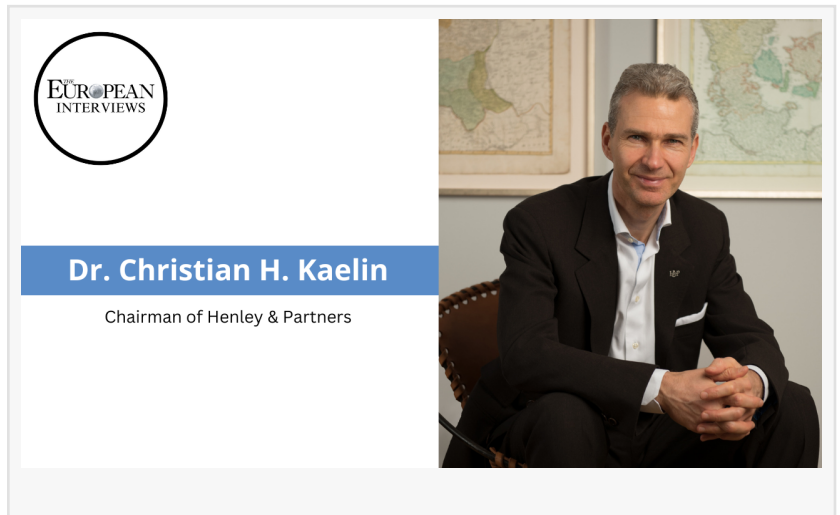 THE
EUROPEAN
INTERVIEWS
Dr. Christian H. Kaelin
Chairman of Henley & Partners